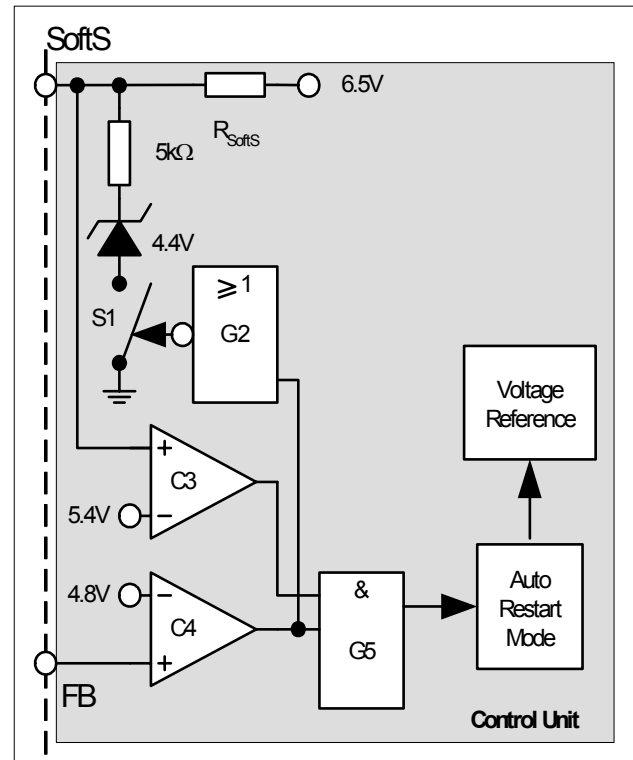 SoftS
6.5V
R_SoftS
5kΩ
4.4V
S1
≥1
G2
Voltage
Reference
+
C3
5.4V
–
4.8V
–
&
Auto
Restart
Mode
C4
G5
+
FB
Control Unit